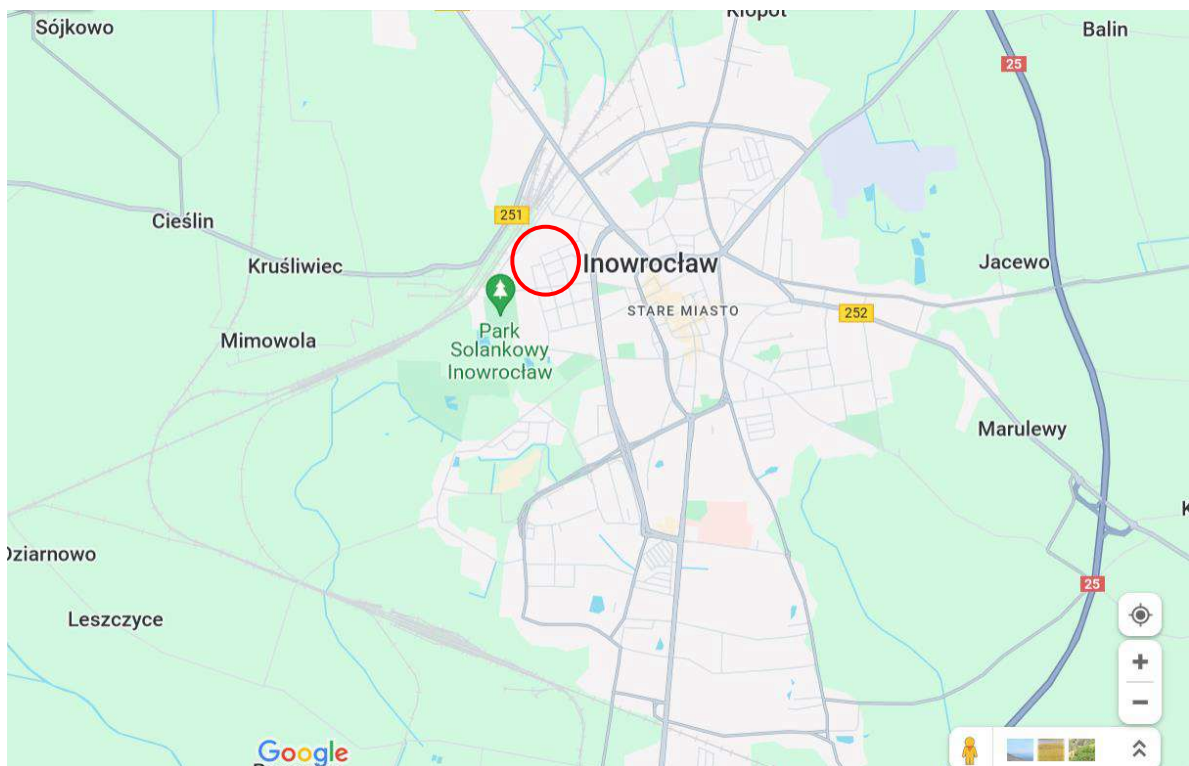 Sójkowo
Kłopot
Balin
25
Cieślin
251
Kruśliwiec
Inowrocław
Jacewo
STARE MIASTO
252
Mimowola
Park
Solankowy
Inowrocław
Marulewy
25
Leszczyce
Google